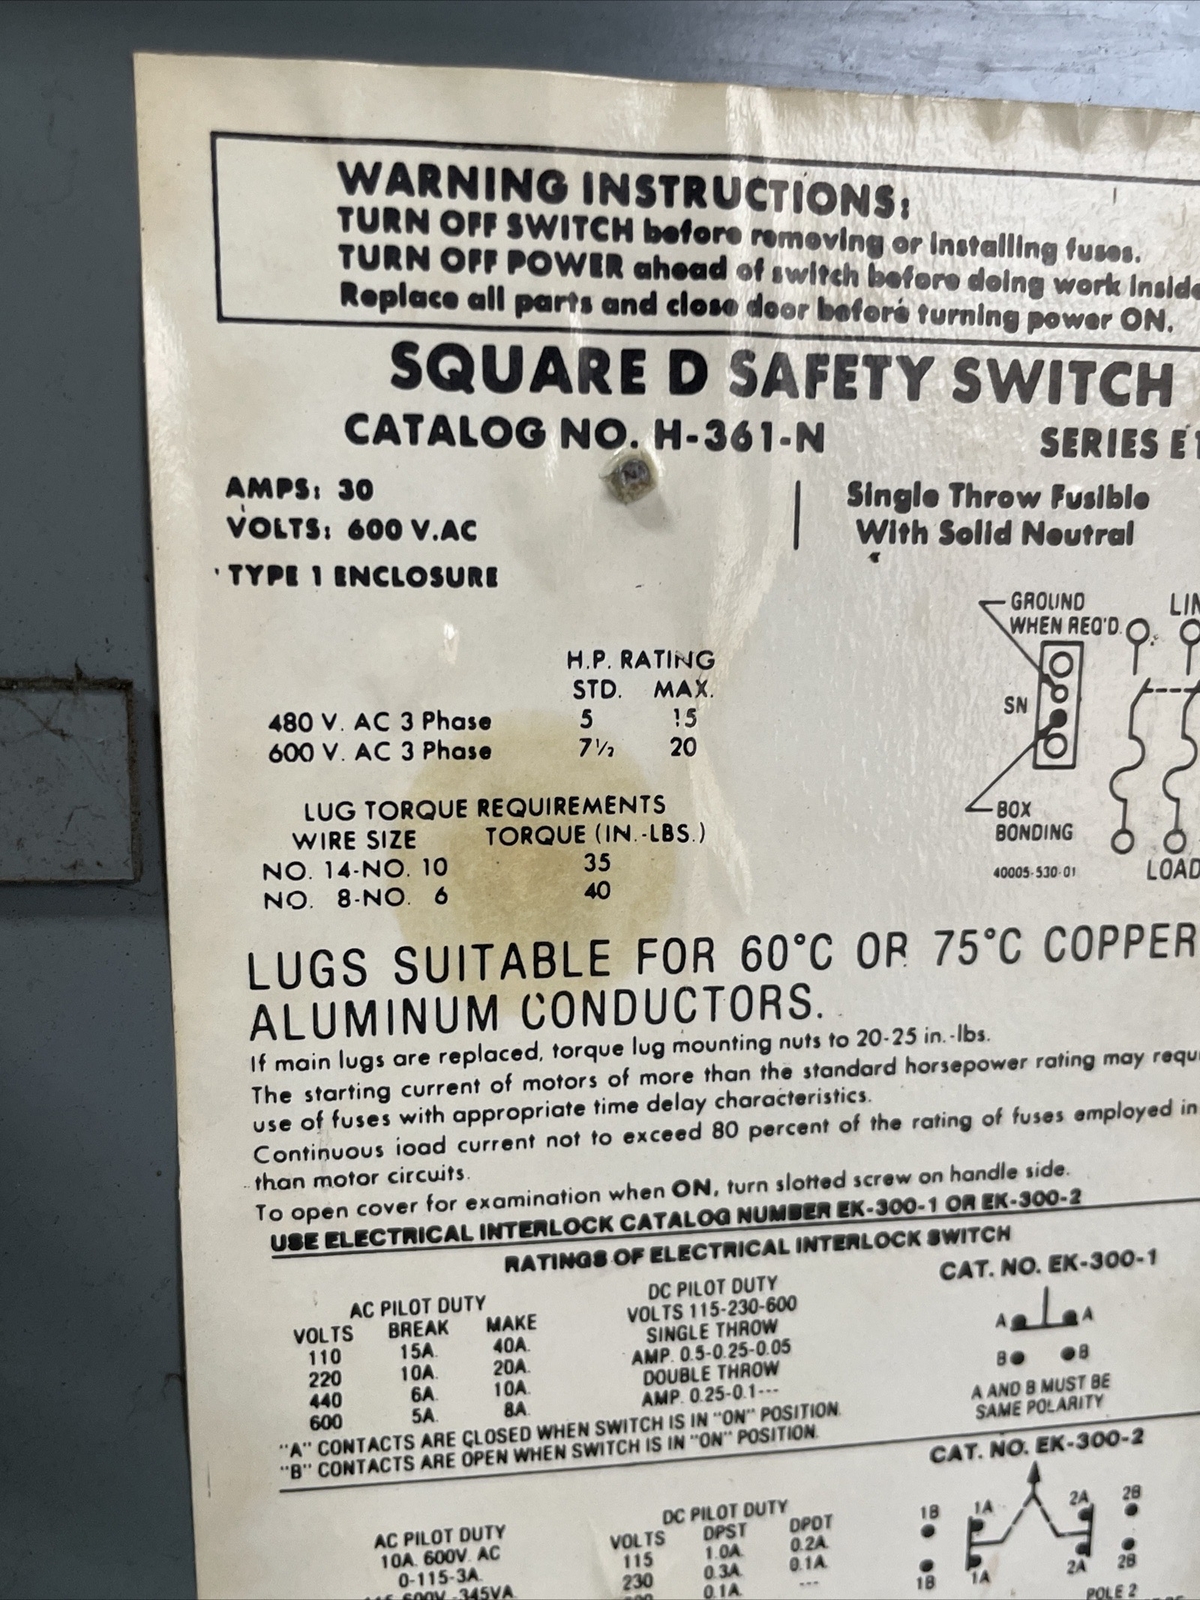 WARNING INSTRUCTIONS:
TURN OFF SWITCH before removing or installing fuses.
TURN OFF POWER ahead of switch before doing work inside
Replace all parts and close door before turning power ON.
SQUARE D SAFETY SWITCH
CATALOG NO. H-361-N
SERIES E1
AMPS: 30
VOLTS: 600 V.AC
TYPE 1 ENCLOSURE
Single Throw Fusible
With Solid Neutral
GROUND
WHEN REQ'D.
LIN
SN
BOX
BONDING
40005-530-01
LOAD
H.P. RATING
STD. MAX.
480 V. AC 3 Phase 5 15
600 V. AC 3 Phase 7½ 20
LUG TORQUE REQUIREMENTS
WIRE SIZE TORQUE (IN.-LBS.)
NO. 14-NO. 10 35
NO. 8-NO. 6 40
LUGS SUITABLE FOR 60°C OR 75°C COPPER
ALUMINUM CONDUCTORS.
If main lugs are replaced, torque lug mounting nuts to 20-25 in.-lbs.
The starting current of motors of more than the standard horsepower rating may requ
use of fuses with appropriate time delay characteristics.
Continuous load current not to exceed 80 percent of the rating of fuses employed in
than motor circuits.
To open cover for examination when ON, turn slotted screw on handle side.
USE ELECTRICAL INTERLOCK CATALOG NUMBER EK-300-1 OR EK-300-2
RATINGS OF ELECTRICAL INTERLOCK SWITCH
AC PILOT DUTY
VOLTS BREAK MAKE
110 15A. 40A.
220 10A. 20A.
440 6A. 10A.
600 5A. 8A.
DC PILOT DUTY
VOLTS 115-230-600
SINGLE THROW
AMP. 0.5-0.25-0.05
DOUBLE THROW
AMP. 0.25-0.1---
CAT. NO. EK-300-1
A A
B B
A AND B MUST BE
SAME POLARITY
"A" CONTACTS ARE CLOSED WHEN SWITCH IS IN "ON" POSITION.
"B" CONTACTS ARE OPEN WHEN SWITCH IS IN "ON" POSITION.
CAT. NO. EK-300-2
AC PILOT DUTY
10A. 600V. AC
0-115-3A.
600V.-345VA.
DC PILOT DUTY
VOLTS DPST DPDT
115 1.0A. 0.2A.
230 0.3A. 0.1A.
0.1A. ---
1B 1A 2A 2B
1B 1A 2A 2B
POLE 2